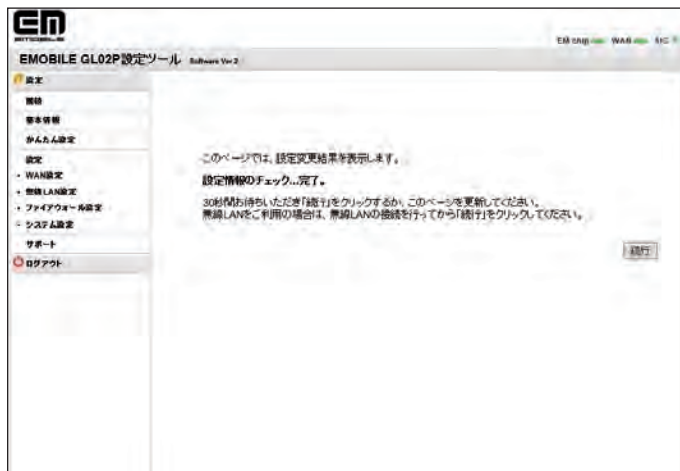 EM
EMOBILE GL02P設定ツール Software Ver.2
設定
接続
基本情報
かんたん設定
設定
WAN設定
無線LAN設定
ファイアウォール設定
システム設定
サポート
ログアウト
このページでは、設定変更結果を表示します。
設定情報のチェック...完了。
30秒間お待ちいただき「続行」をクリックするか、このページを更新してください。
無線LANをご利用の場合は、無線LANの接続を行ってから「続行」をクリックしてください。
続行